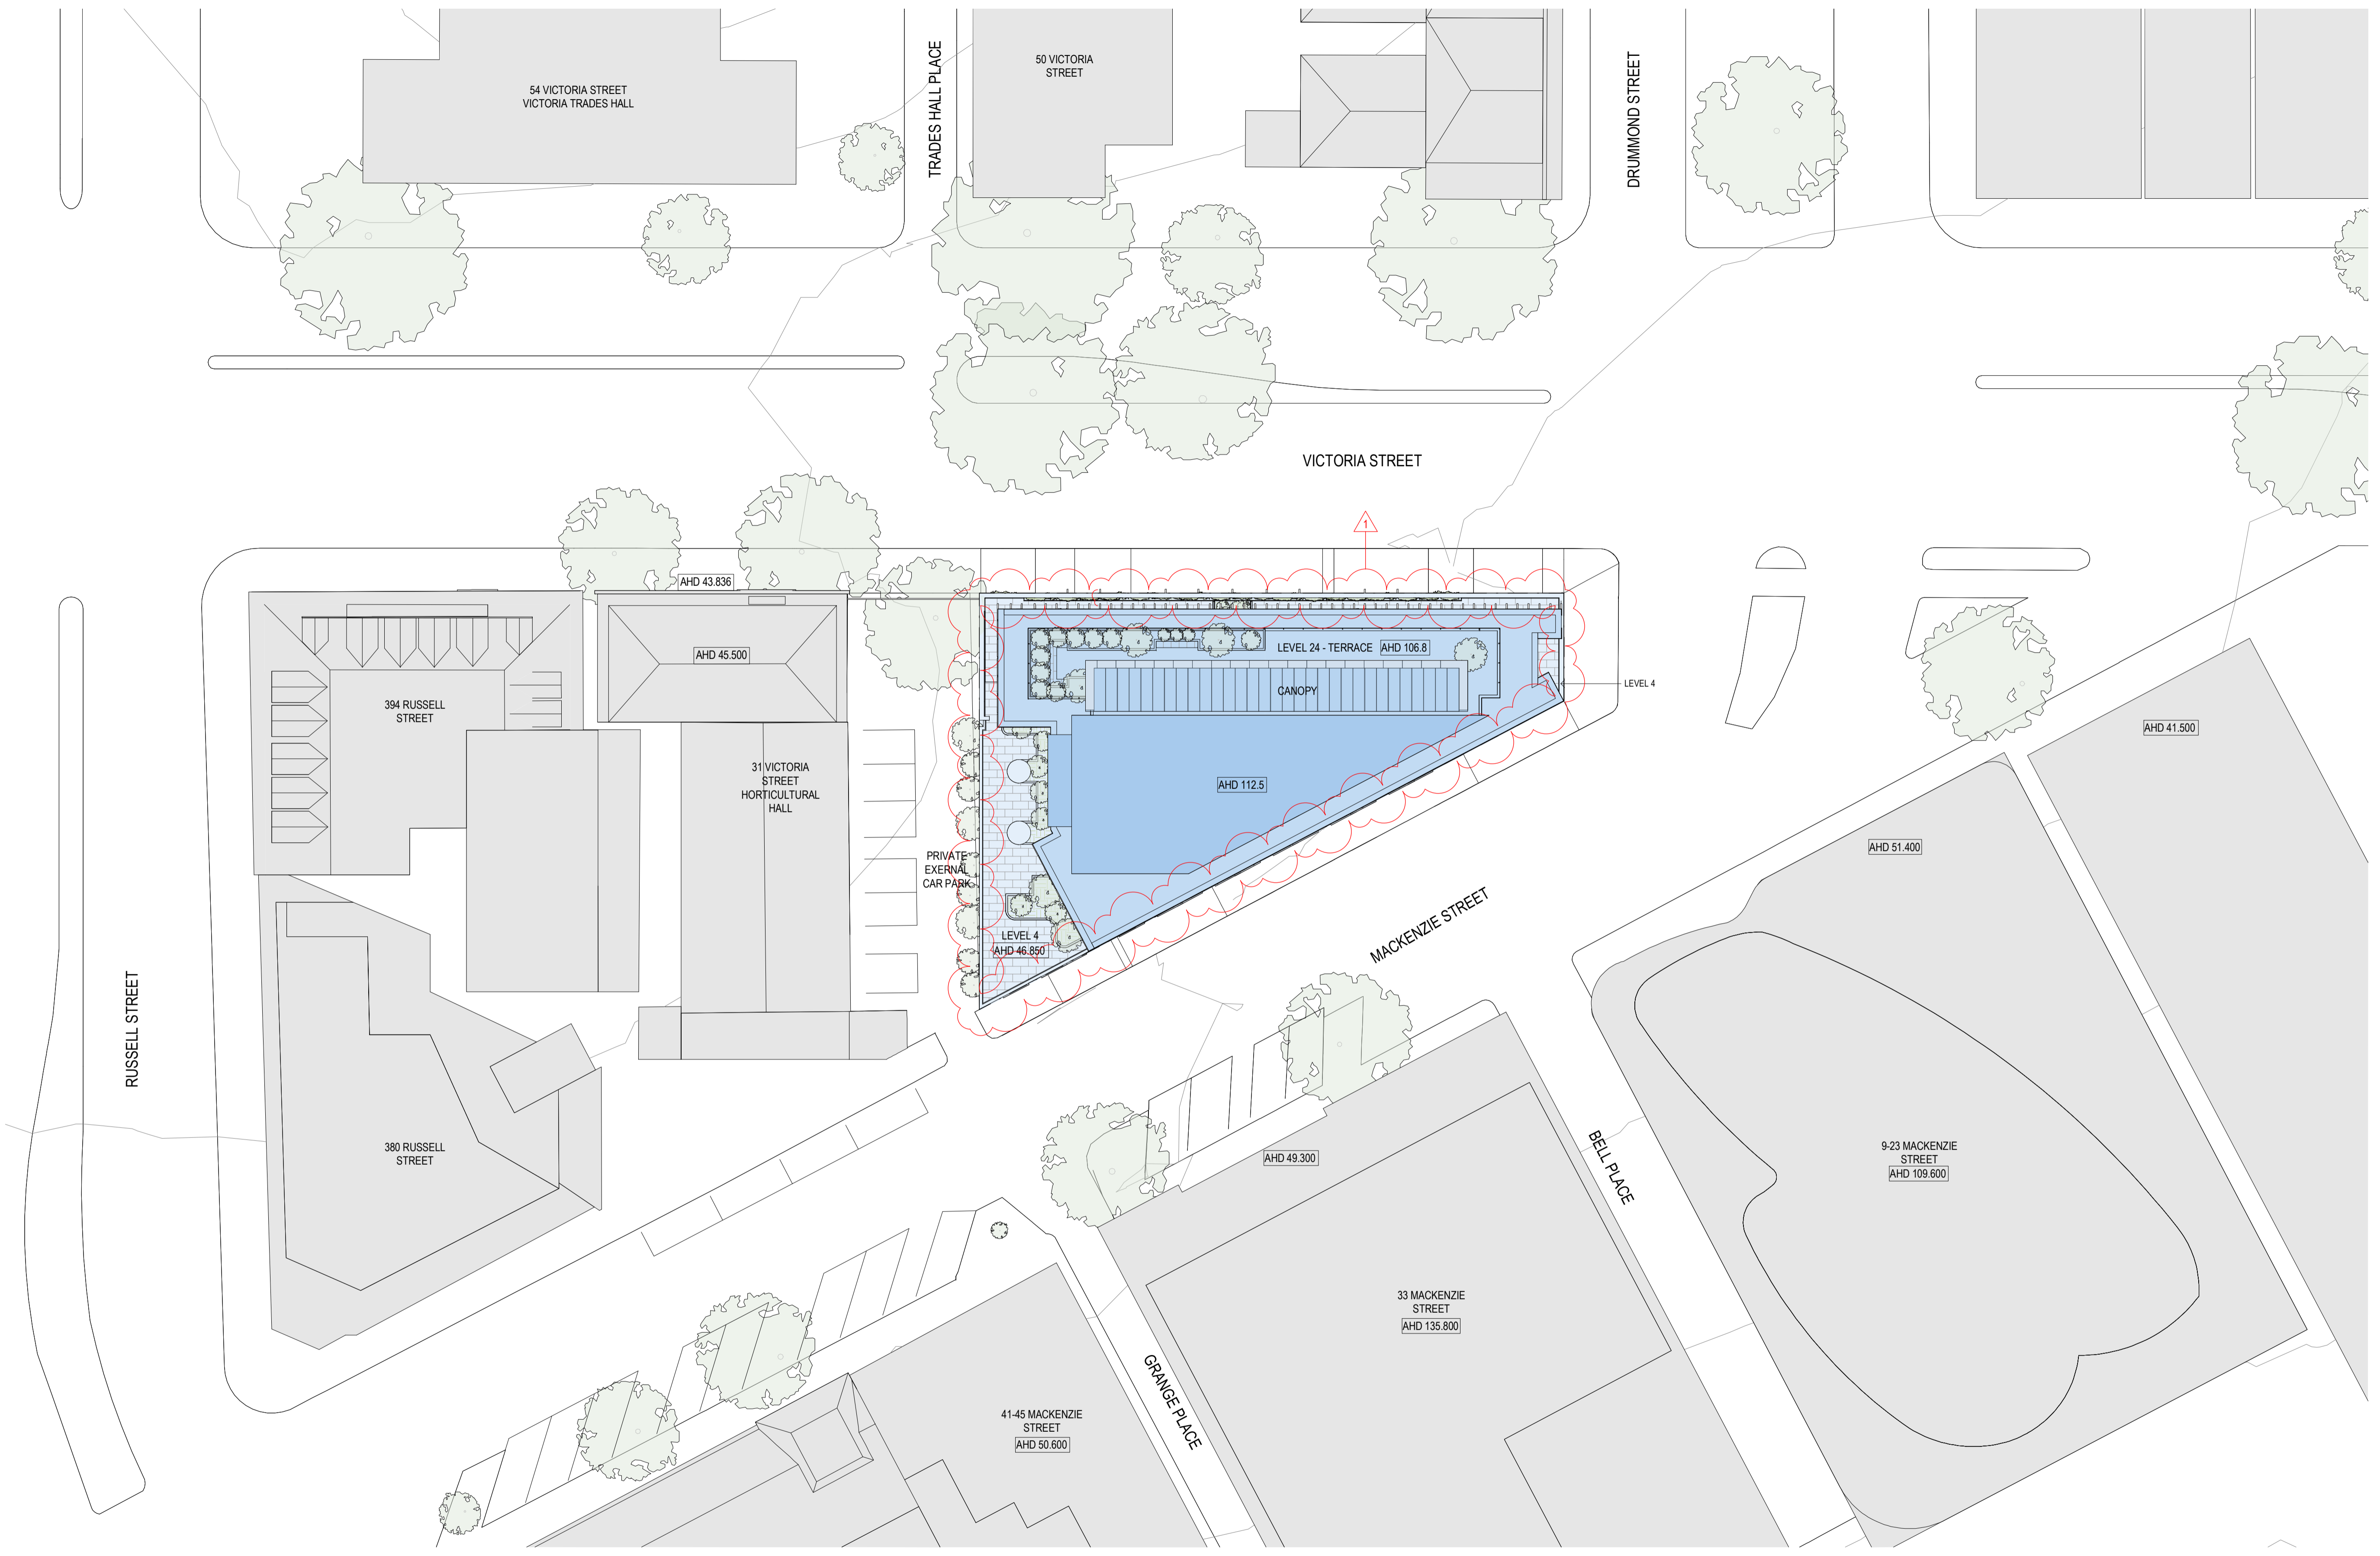 54 VICTORIA STREET
VICTORIA TRADES HALL
TRADES HALL PLACE
50 VICTORIA
STREET
DRUMMOND STREET
VICTORIA STREET
1
AHD 43.836
AHD 45.500
394 RUSSELL
STREET
31 VICTORIA
STREET
HORTICULTURAL
HALL
LEVEL 24 - TERRACE
AHD 106.8
CANOPY
LEVEL 4
AHD 112.5
PRIVATE
EXERNAL
CAR PARK
LEVEL 4
AHD 46.850
AHD 41.500
AHD 51.400
MACKENZIE STREET
RUSSELL STREET
380 RUSSELL
STREET
AHD 49.300
BELL PLACE
9-23 MACKENZIE
STREET
AHD 109.600
33 MACKENZIE
STREET
AHD 135.800
GRANGE PLACE
41-45 MACKENZIE
STREET
AHD 50.600